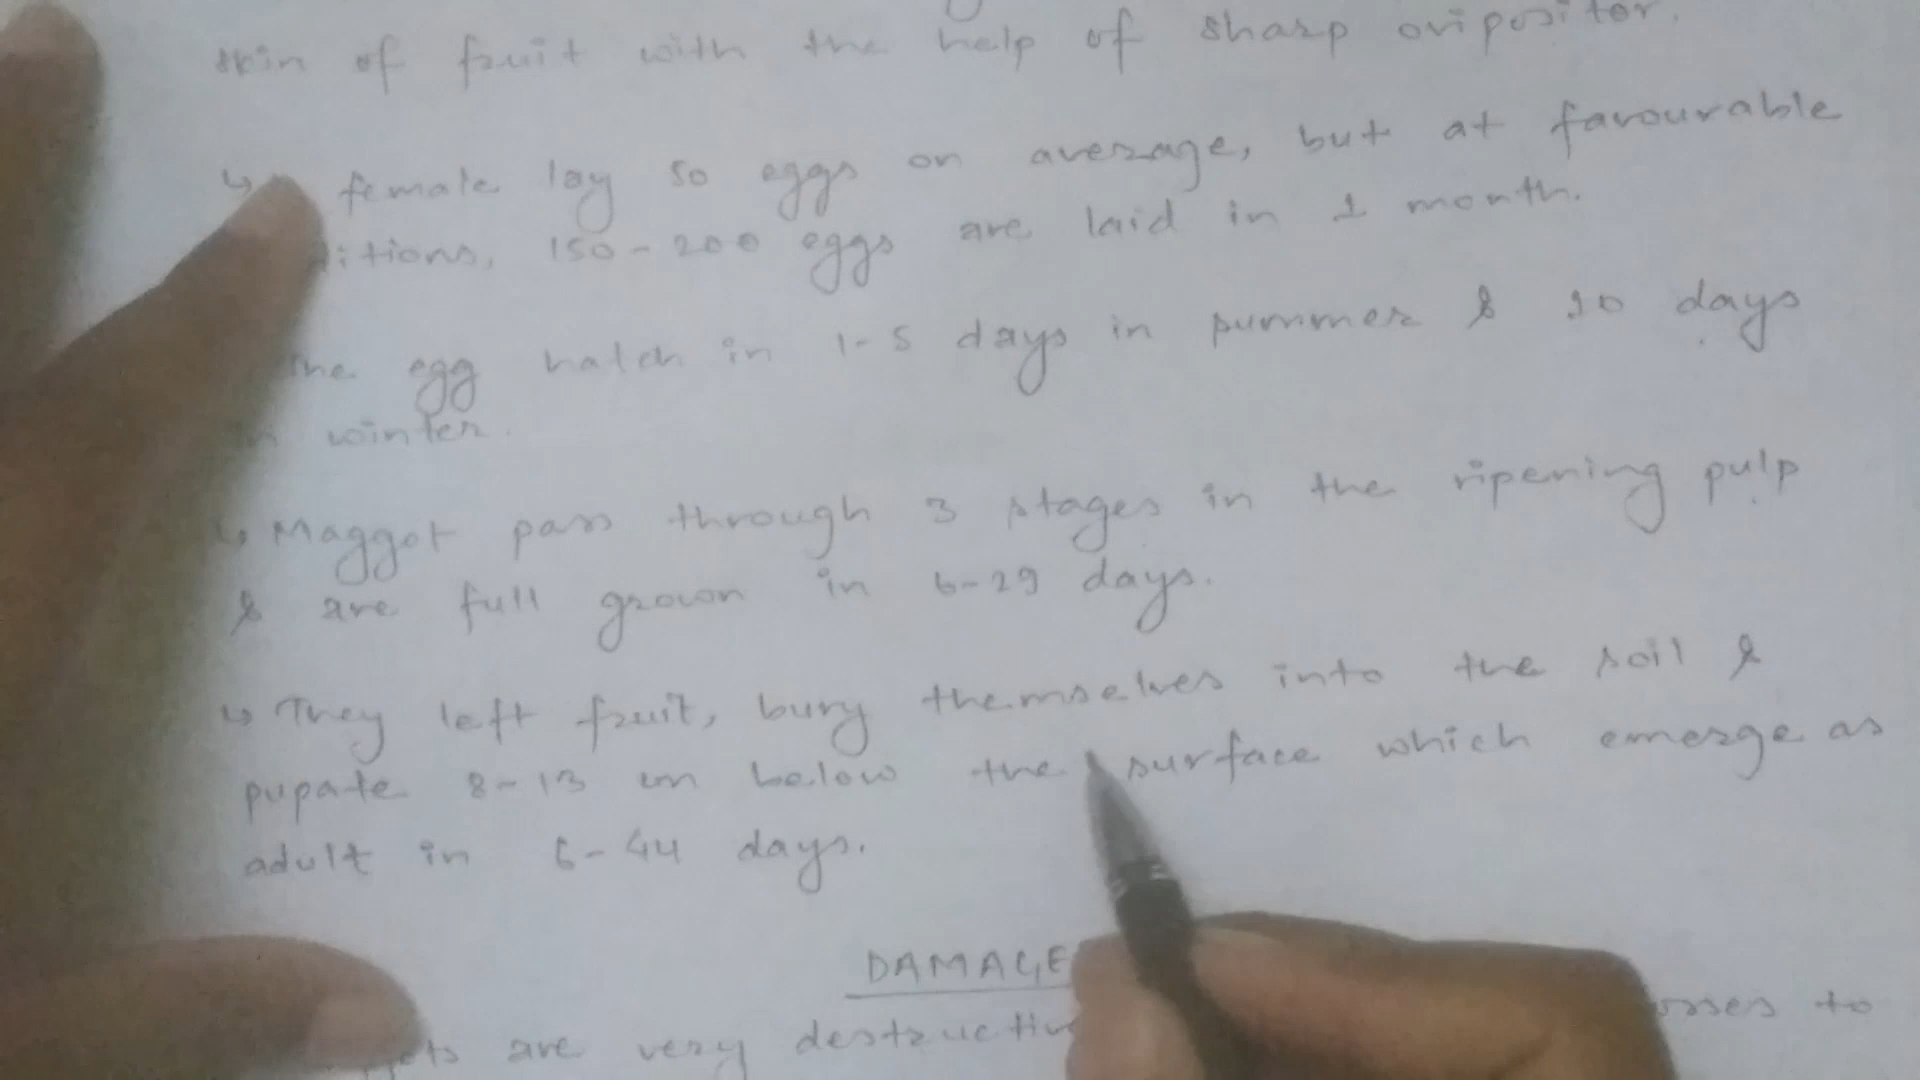 skin of fruit with the help of sharp ovipositor.
↳ female lay 50 eggs on average, but at favourable
itions, 150-200 eggs are laid in 1 month.
The egg hatch in 1-5 days in summer & 10 days
in winter.
↳ Maggot pass through 3 stages in the ripening pulp
& are full grown in 6-29 days.
↳ They left fruit, bury themselves into the soil &
pupate 8-13 cm below the surface which emerge as
adult in 6-44 days.
DAMAGE
are very destructiv to